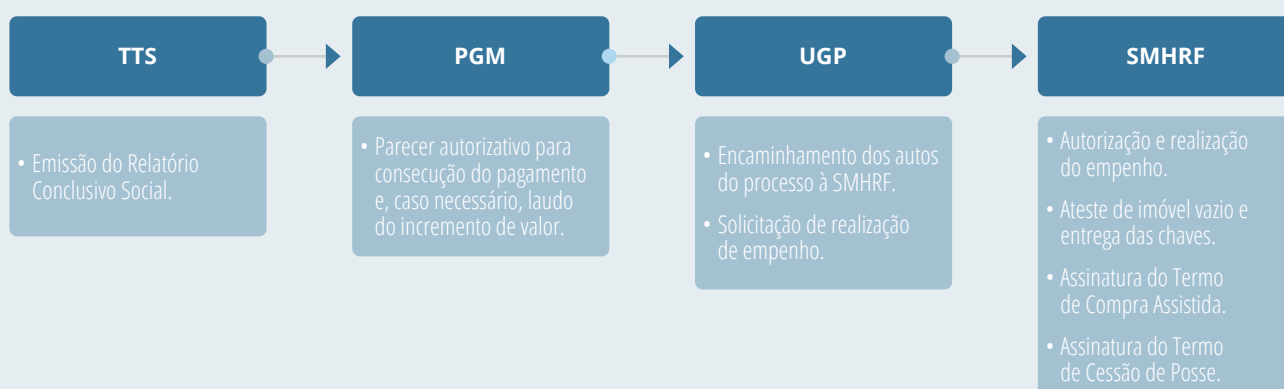 TTS
• Emissão do Relatório
Conclusivo Social.
PGM
• Parecer autorizativo para
consecução do pagamento
e, caso necessário, laudo
do incremento de valor.
UGP
• Encaminhamento dos autos
do processo à SMHRF.
• Solicitação de realização
de empenho.
SMHRF
• Autorização e realização
do empenho.
• Ateste de imóvel vazio e
entrega das chaves.
• Assinatura do Termo
de Compra Assistida.
• Assinatura do Termo
de Cessão de Posse.